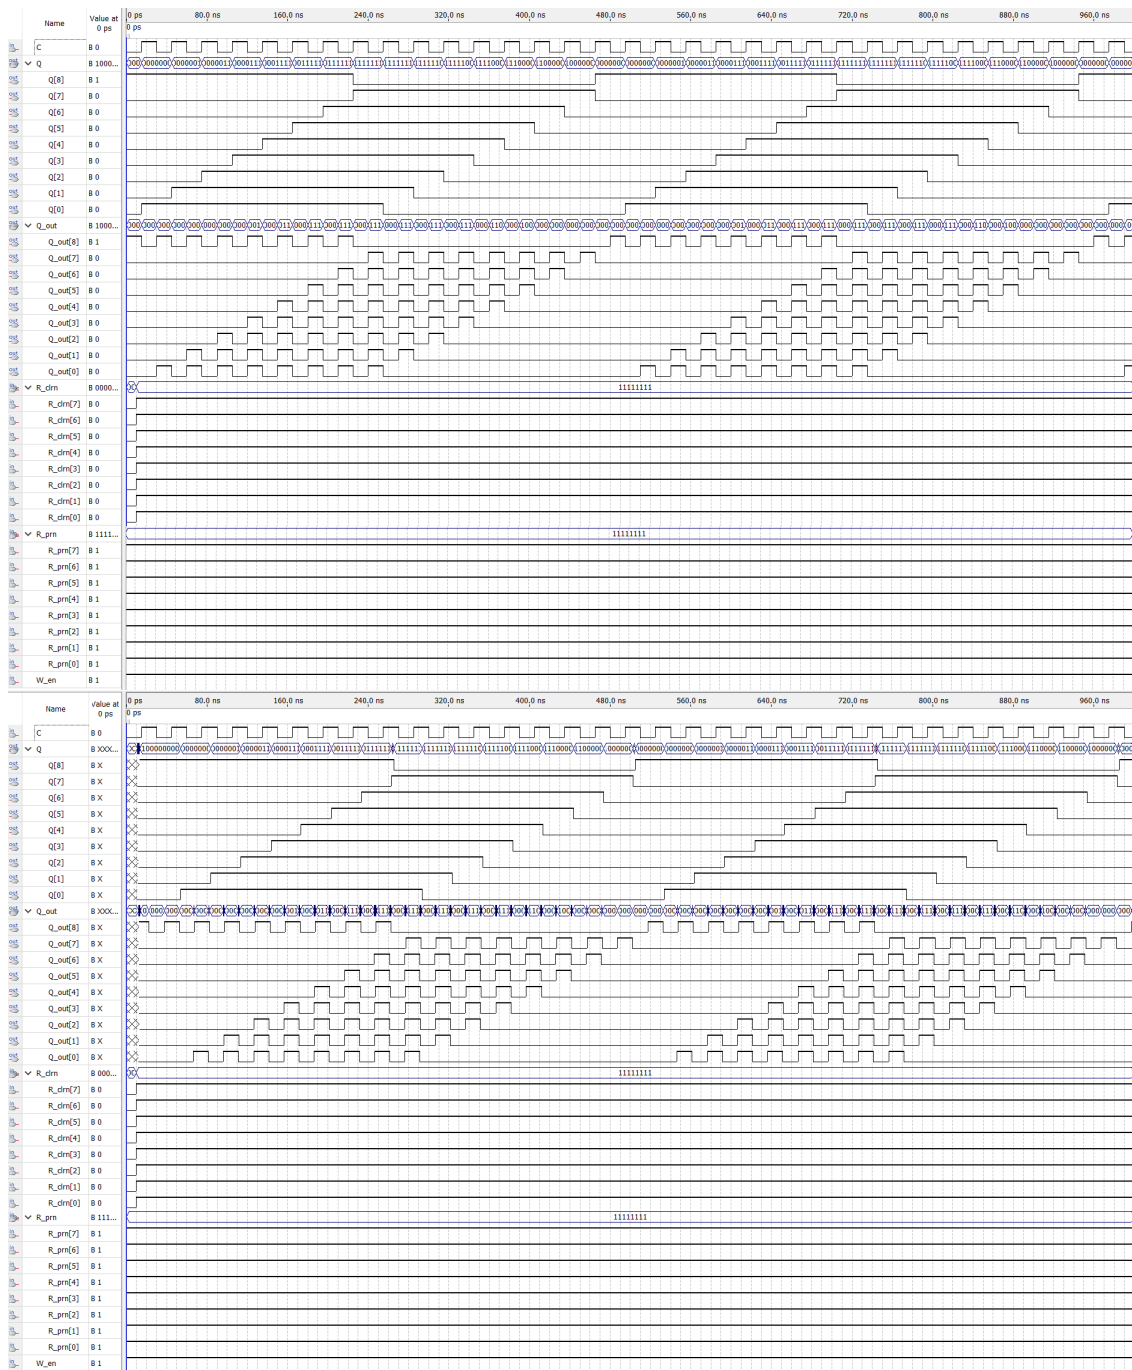 Name Value at 0 ps 0 ps 80.0 ns 160.0 ns 240.0 ns 320.0 ns 400.0 ns 480.0 ns 560.0 ns 640.0 ns 720.0 ns 800.0 ns 880.0 ns 960.0 ns
0 ps
C B 0
Q B 1000...
Q[8] B 1
Q[7] B 0
Q[6] B 0
Q[5] B 0
Q[4] B 0
Q[3] B 0
Q[2] B 0
Q[1] B 0
Q[0] B 0
Q_out B 1000...
Q_out[8] B 1
Q_out[7] B 0
Q_out[6] B 0
Q_out[5] B 0
Q_out[4] B 0
Q_out[3] B 0
Q_out[2] B 0
Q_out[1] B 0
Q_out[0] B 0
R_clrn B 0000... 11111111
R_clrn[7] B 0
R_clrn[6] B 0
R_clrn[5] B 0
R_clrn[4] B 0
R_clrn[3] B 0
R_clrn[2] B 0
R_clrn[1] B 0
R_clrn[0] B 0
R_prn B 1111... 11111111
R_prn[7] B 1
R_prn[6] B 1
R_prn[5] B 1
R_prn[4] B 1
R_prn[3] B 1
R_prn[2] B 1
R_prn[1] B 1
R_prn[0] B 1
W_en B 1
Name Value at 0 ps 0 ps 80.0 ns 160.0 ns 240.0 ns 320.0 ns 400.0 ns 480.0 ns 560.0 ns 640.0 ns 720.0 ns 800.0 ns 880.0 ns 960.0 ns
0 ps
C B 0
Q B XXX... 100000000
Q[8] B X
Q[7] B X
Q[6] B X
Q[5] B X
Q[4] B X
Q[3] B X
Q[2] B X
Q[1] B X
Q[0] B X
Q_out B XXX...
Q_out[8] B X
Q_out[7] B X
Q_out[6] B X
Q_out[5] B X
Q_out[4] B X
Q_out[3] B X
Q_out[2] B X
Q_out[1] B X
Q_out[0] B X
R_clrn B 000... 11111111
R_clrn[7] B 0
R_clrn[6] B 0
R_clrn[5] B 0
R_clrn[4] B 0
R_clrn[3] B 0
R_clrn[2] B 0
R_clrn[1] B 0
R_clrn[0] B 0
R_prn B 111... 11111111
R_prn[7] B 1
R_prn[6] B 1
R_prn[5] B 1
R_prn[4] B 1
R_prn[3] B 1
R_prn[2] B 1
R_prn[1] B 1
R_prn[0] B 1
W_en B 1